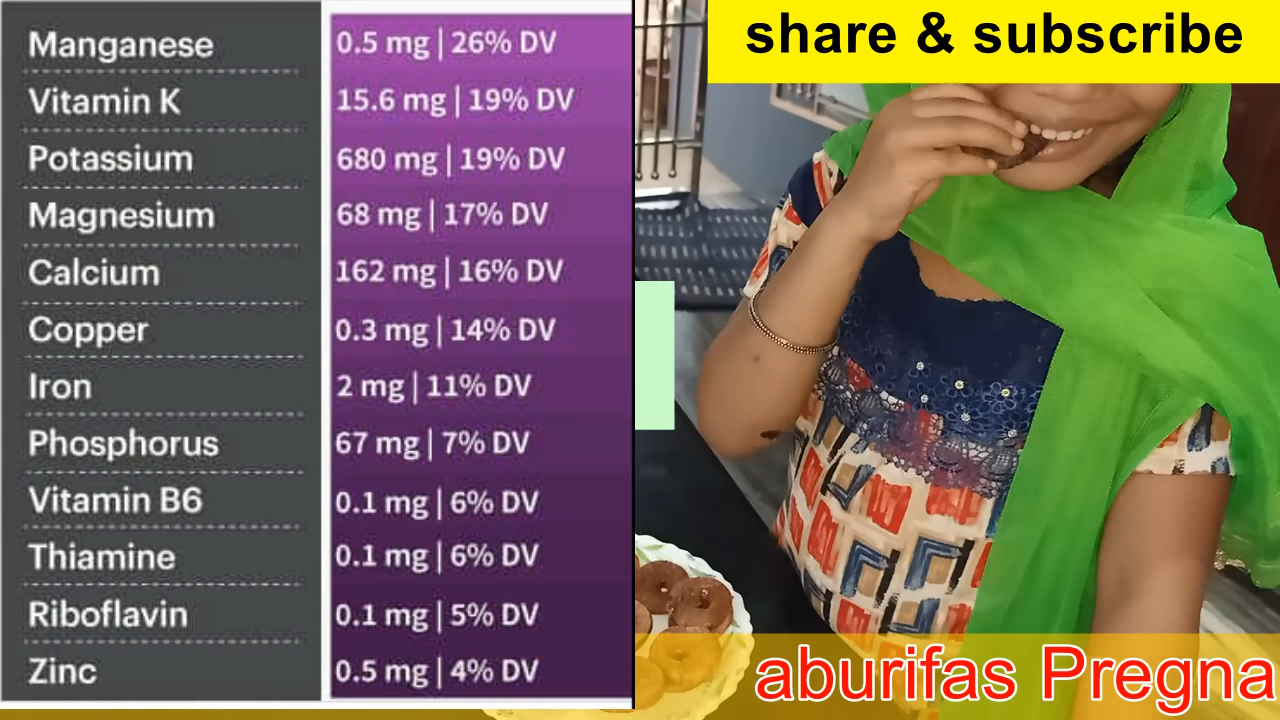 Manganese 0.5 mg | 26% DV
Vitamin K 15.6 mg | 19% DV
Potassium 680 mg | 19% DV
Magnesium 68 mg | 17% DV
Calcium 162 mg | 16% DV
Copper 0.3 mg | 14% DV
Iron 2 mg | 11% DV
Phosphorus 67 mg | 7% DV
Vitamin B6 0.1 mg | 6% DV
Thiamine 0.1 mg | 6% DV
Riboflavin 0.1 mg | 5% DV
Zinc 0.5 mg | 4% DV
share & subscribe
aburifas Pregna